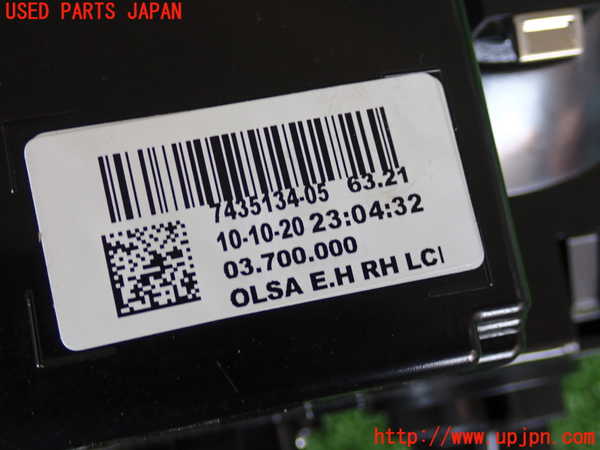 USED PARTS JAPAN
7435134-05 63.21
10-10-20 23:04:32
03.700.000
OLSA E.H RH LCI
http://www.upjpn.com/